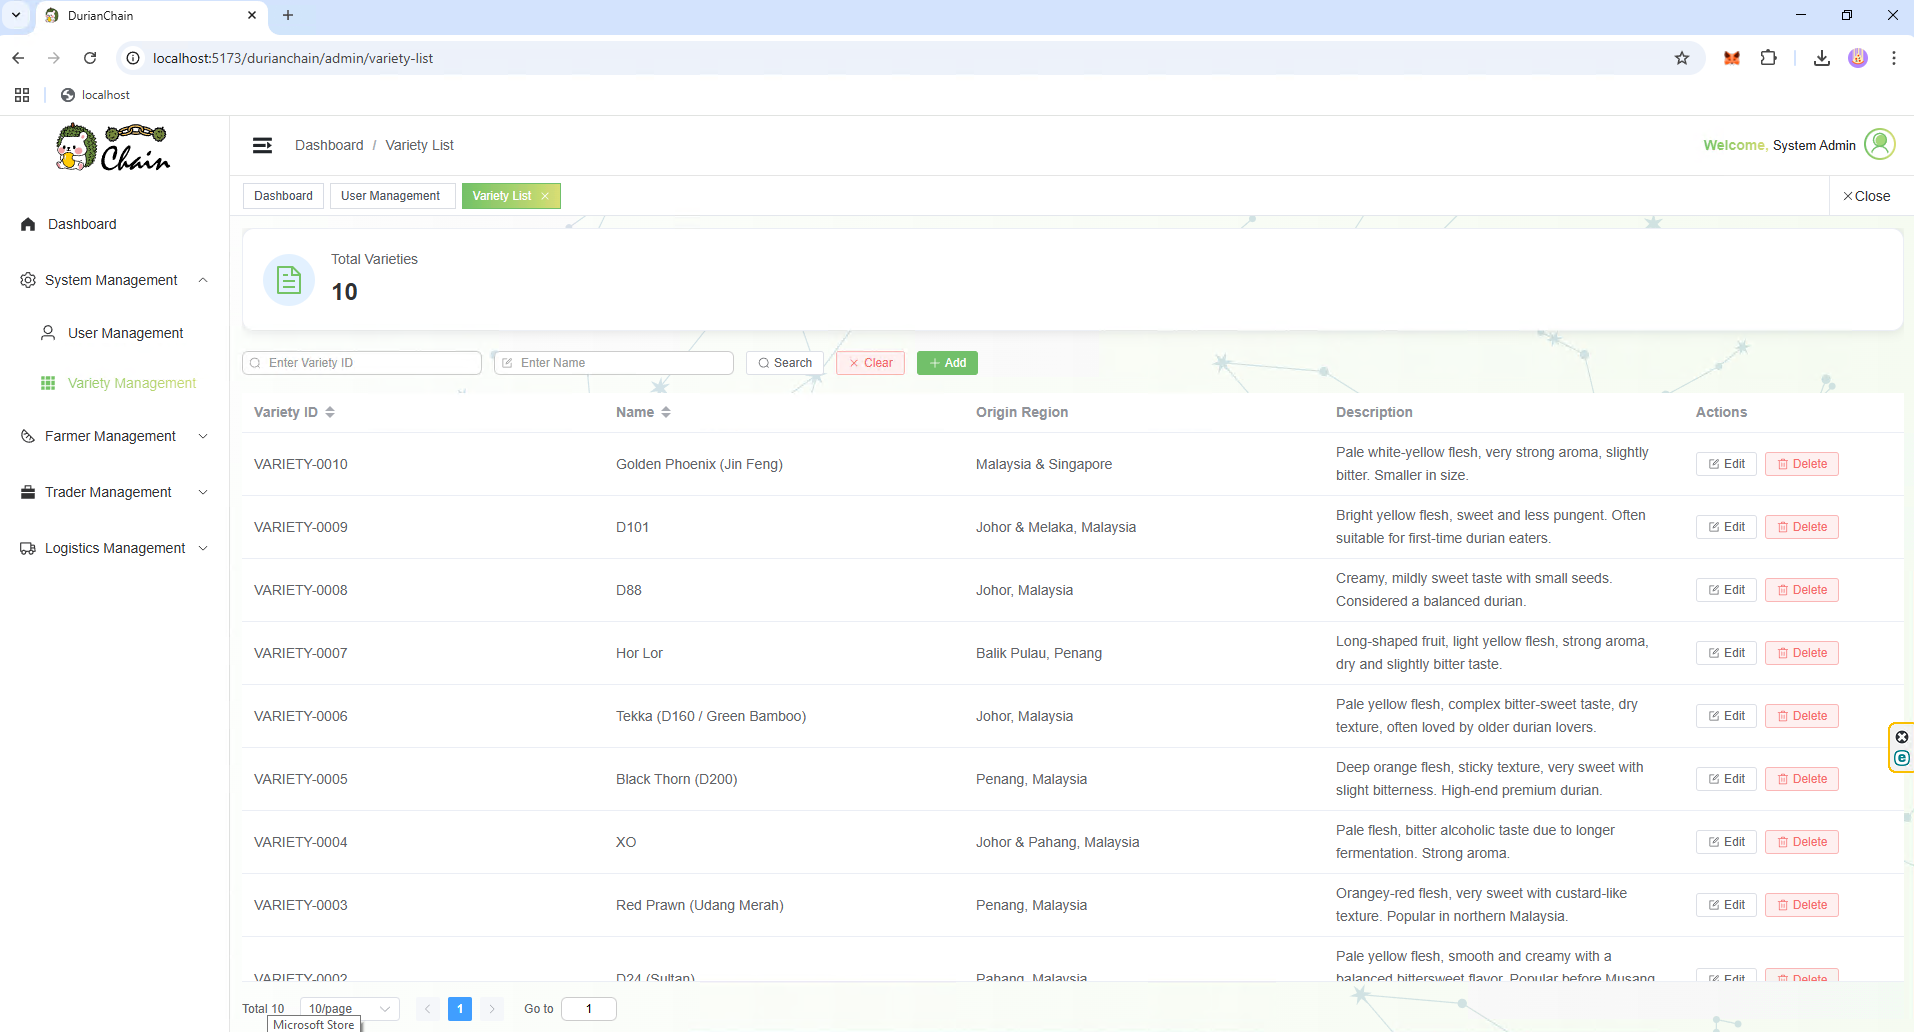 DurianChain
localhost:5173/durianchain/admin/variety-list
localhost
Chain
Dashboard / Variety List
Welcome, System Admin
Dashboard
User Management
Variety List
Close
Dashboard
System Management
User Management
Variety Management
Farmer Management
Trader Management
Logistics Management
Total Varieties
10
Enter Variety ID
Enter Name
Search
Clear
Add
Variety ID Name Origin Region Description Actions
VARIETY-0010 Golden Phoenix (Jin Feng) Malaysia & Singapore Pale white-yellow flesh, very strong aroma, slightly
bitter. Smaller in size.
Edit Delete
VARIETY-0009 D101 Johor & Melaka, Malaysia Bright yellow flesh, sweet and less pungent. Often
suitable for first-time durian eaters.
Edit Delete
VARIETY-0008 D88 Johor, Malaysia Creamy, mildly sweet taste with small seeds.
Considered a balanced durian.
Edit Delete
VARIETY-0007 Hor Lor Balik Pulau, Penang Long-shaped fruit, light yellow flesh, strong aroma,
dry and slightly bitter taste.
Edit Delete
VARIETY-0006 Tekka (D160 / Green Bamboo) Johor, Malaysia Pale yellow flesh, complex bitter-sweet taste, dry
texture, often loved by older durian lovers.
Edit Delete
VARIETY-0005 Black Thorn (D200) Penang, Malaysia Deep orange flesh, sticky texture, very sweet with
slight bitterness. High-end premium durian.
Edit Delete
VARIETY-0004 XO Johor & Pahang, Malaysia Pale flesh, bitter alcoholic taste due to longer
fermentation. Strong aroma.
Edit Delete
VARIETY-0003 Red Prawn (Udang Merah) Penang, Malaysia Orangey-red flesh, very sweet with custard-like
texture. Popular in northern Malaysia.
Edit Delete
VARIETY-0002 D24 (Sultan) Pahang, Malaysia Pale yellow flesh, smooth and creamy with a
balanced bittersweet flavor. Popular before Musang
Edit Delete
Total 10 10/page 1 Go to 1
Microsoft Store